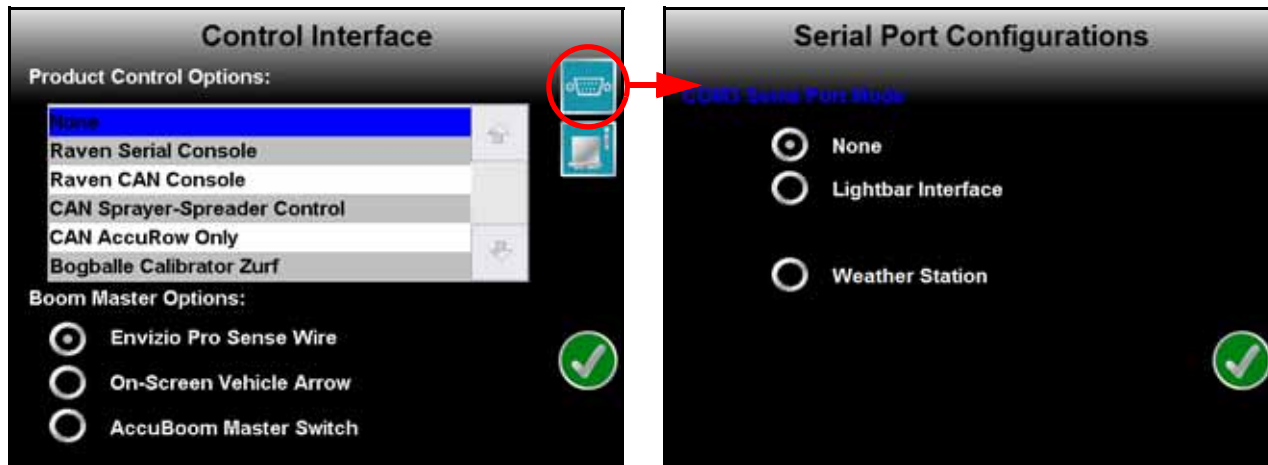 Control Interface
Product Control Options:
None
Raven Serial Console
Raven CAN Console
CAN Sprayer-Spreader Control
CAN AccuRow Only
Bogballe Calibrator Zurf
Boom Master Options:
Envizio Pro Sense Wire
On-Screen Vehicle Arrow
AccuBoom Master Switch
Serial Port Configurations
COM3 Serial Port Mode
None
Lightbar Interface
Weather Station